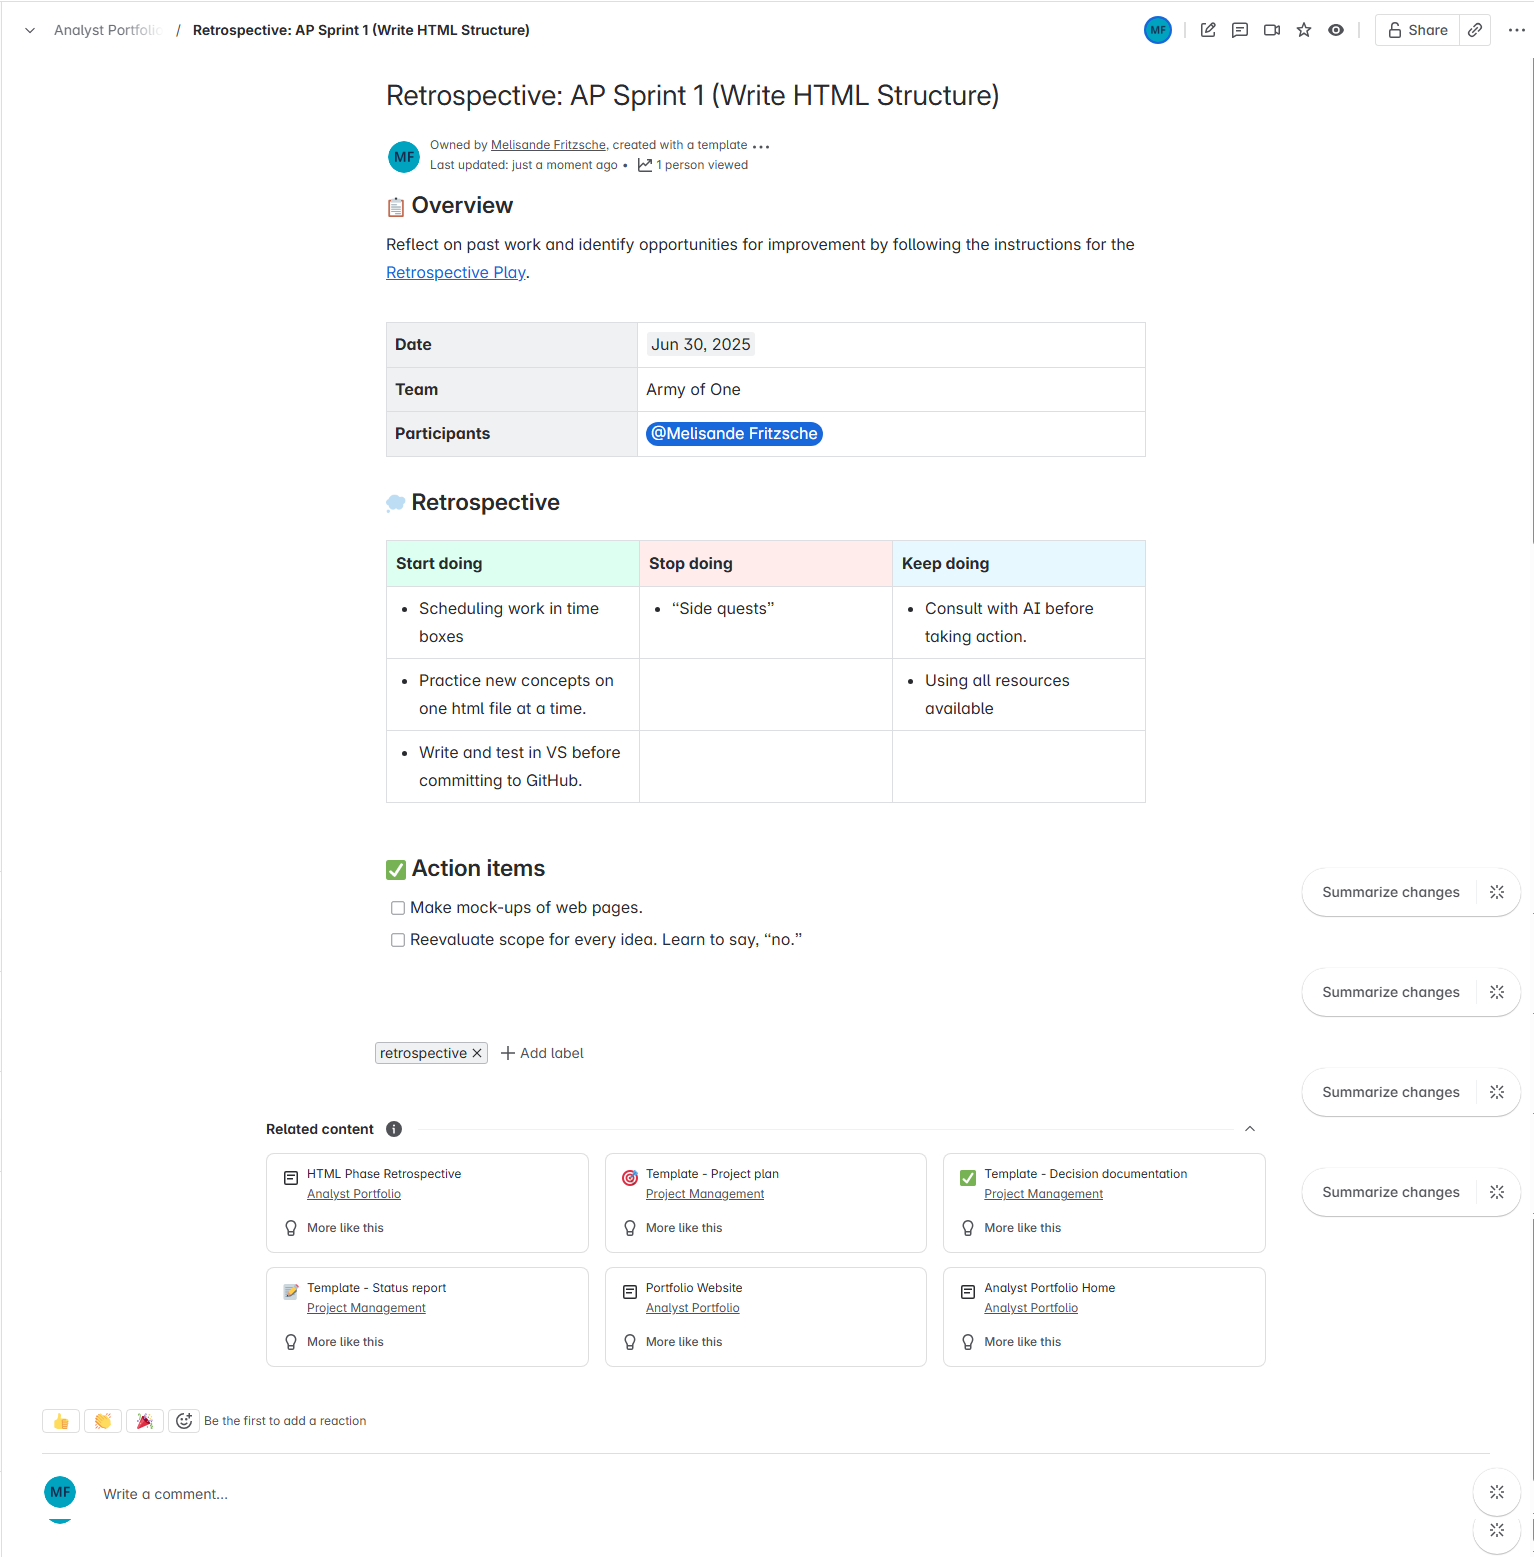 Analyst Portfolio / Retrospective: AP Sprint 1 (Write HTML Structure)
MF
Share
Retrospective: AP Sprint 1 (Write HTML Structure)
MF
Owned by Melisande Fritzsche, created with a template
Last updated: just a moment ago • 1 person viewed
Overview
Reflect on past work and identify opportunities for improvement by following the instructions for the
Retrospective Play.
Date
Jun 30, 2025
Team
Army of One
Participants
@Melisande Fritzsche
Retrospective
Start doing
Stop doing
Keep doing
• Scheduling work in time
boxes
• “Side quests”
• Consult with AI before
taking action.
• Practice new concepts on
one html file at a time.
• Using all resources
available
• Write and test in VS before
committing to GitHub.
Action items
Make mock-ups of web pages.
Reevaluate scope for every idea. Learn to say, “no.”
Summarize changes
Summarize changes
Summarize changes
Summarize changes
retrospective
Add label
Related content
HTML Phase Retrospective
Analyst Portfolio
More like this
Template - Project plan
Project Management
More like this
Template - Decision documentation
Project Management
More like this
Template - Status report
Project Management
More like this
Portfolio Website
Analyst Portfolio
More like this
Analyst Portfolio Home
Analyst Portfolio
More like this
Be the first to add a reaction
MF
Write a comment...